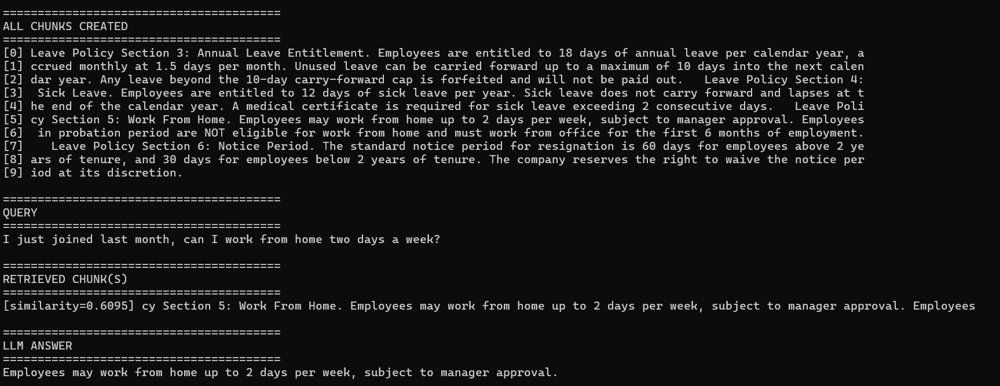 ========================================
ALL CHUNKS CREATED
========================================
[0] Leave Policy Section 3: Annual Leave Entitlement. Employees are entitled to 18 days of annual leave per calendar year, a
[1] ccrued monthly at 1.5 days per month. Unused leave can be carried forward up to a maximum of 10 days into the next calen
[2] dar year. Any leave beyond the 10-day carry-forward cap is forfeited and will not be paid out.   Leave Policy Section 4:
[3]  Sick Leave. Employees are entitled to 12 days of sick leave per year. Sick leave does not carry forward and lapses at t
[4] he end of the calendar year. A medical certificate is required for sick leave exceeding 2 consecutive days.   Leave Poli
[5] cy Section 5: Work From Home. Employees may work from home up to 2 days per week, subject to manager approval. Employees
[6]  in probation period are NOT eligible for work from home and must work from office for the first 6 months of employment.
[7]   Leave Policy Section 6: Notice Period. The standard notice period for resignation is 60 days for employees above 2 ye
[8] ars of tenure, and 30 days for employees below 2 years of tenure. The company reserves the right to waive the notice per
[9] iod at its discretion.

========================================
QUERY
========================================
I just joined last month, can I work from home two days a week?

========================================
RETRIEVED CHUNK(S)
========================================
[similarity=0.6095] cy Section 5: Work From Home. Employees may work from home up to 2 days per week, subject to manager approval. Employees

========================================
LLM ANSWER
========================================
Employees may work from home up to 2 days per week, subject to manager approval.